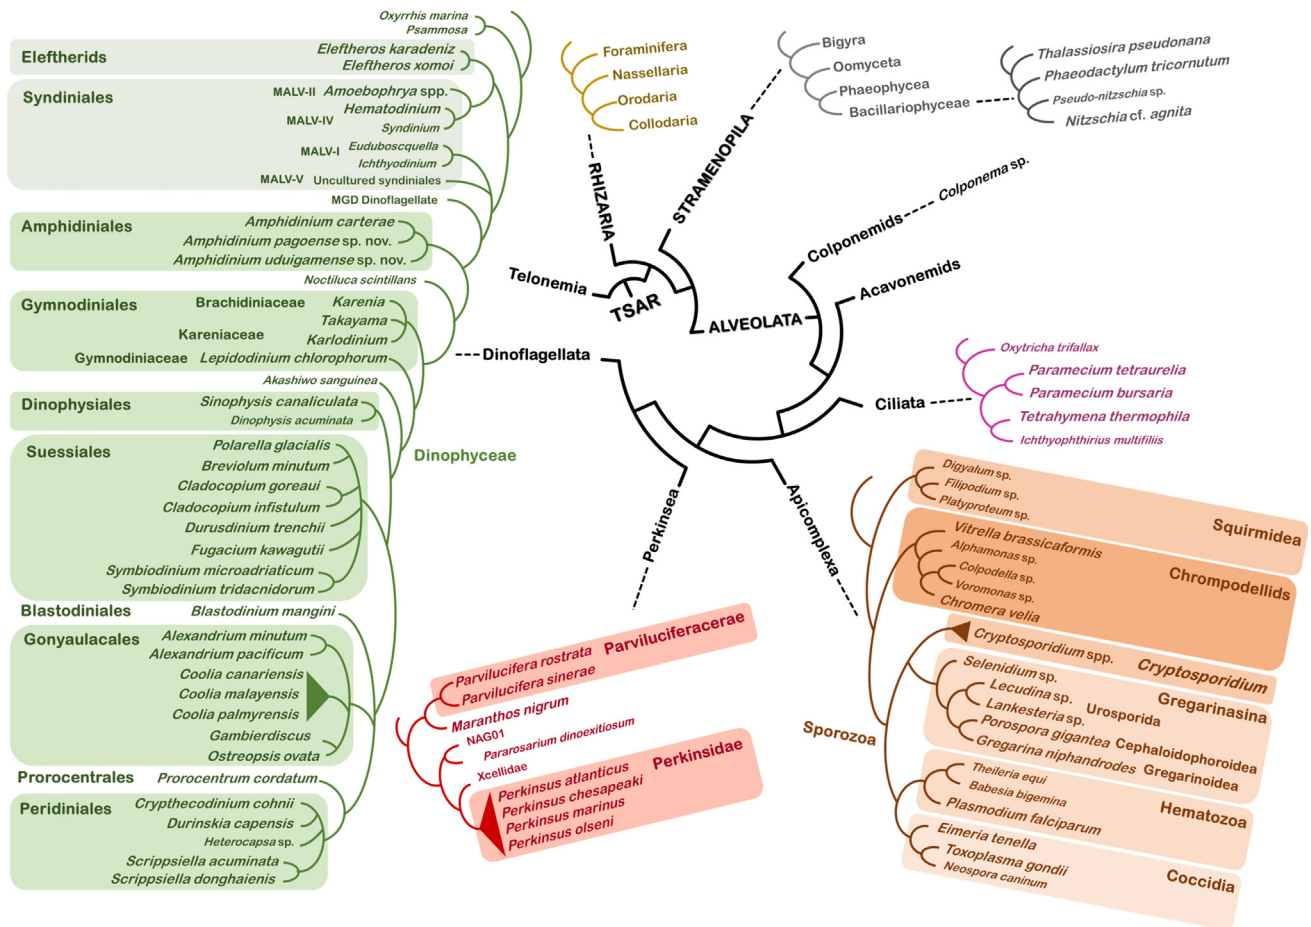 Oxyrrhis marina
Psammosa
Eleftherids
Eleftheros karadeniz
Eleftheros xomoi
Syndiniales
MALV-II Amoebophrya spp.
Hematodinium
MALV-IV
Syndinium
MALV-I Euduboscquella
Ichthyodinium
MALV-V Uncultured syndiniales
MGD Dinoflagellate
Amphidiniales
Amphidinium carterae
Amphidinium pagoense sp. nov.
Amphidinium uduigamense sp. nov.
Noctiluca scintillans
Gymnodiniales
Brachidiniaceae Karenia
Takayama
Kareniaceae
Karlodinium
Gymnodiniaceae Lepidodinium chlorophorum
Akashiwo sanguinea
Dinophysiales
Sinophysis canaliculata
Dinophysis acuminata
Suessiales
Polarella glacialis
Breviolum minutum
Cladocopium goreaui
Cladocopium infistulum
Durusdinium trenchii
Fugacium kawagutii
Symbiodinium microadriaticum
Symbiodinium tridacnidorum
Dinophyceae
Blastodiniales Blastodinium mangini
Gonyaulacales
Alexandrium minutum
Alexandrium pacificum
Coolia canariensis
Coolia malayensis
Coolia palmyrensis
Gambierdiscus
Ostreopsis ovata
Prorocentrales Prorocentrum cordatum
Peridiniales
Crypthecodinium cohnii
Durinskia capensis
Heterocapsa sp.
Scrippsiella acuminata
Scrippsiella donghaienis
Foraminifera
Nassellaria
Orodaria
Collodaria
RHIZARIA
Bigyra
Oomyceta
Phaeophycea
Bacillariophyceae
STRAMENOPILA
Thalassiosira pseudonana
Phaeodactylum tricornutum
Pseudo-nitzschia sp.
Nitzschia cf. agnita
Telonemia
TSAR
ALVEOLATA
Colponemids
Colponema sp.
Acavonemids
Dinoflagellata
Ciliata
Oxytricha trifallax
Paramecium tetraurelia
Paramecium bursaria
Tetrahymena thermophila
Ichthyophthirius multifiliis
Perkinsea
Apicomplexa
Parvilucifera rostrata
Parviluciferacerae
Parvilucifera sinerae
Maranthos nigrum
NAG01
Pararosarium dinoexitiosum
Xcellidae
Perkinsus atlanticus
Perkinsidae
Perkinsus chesapeaki
Perkinsus marinus
Perkinsus olseni
Digyalum sp.
Filipodium sp.
Platyproteum sp.
Squirmidea
Vitrella brassicaformis
Alphamonas sp.
Colpodella sp.
Voromonas sp.
Chromera velia
Chrompodellids
Cryptosporidium spp.
Cryptosporidium
Sporozoa
Selenidium sp.
Gregarinasina
Lecudina sp.
Urosporida
Lankesteria sp.
Porospora gigantea
Cephaloidophoroidea
Gregarina niphandrodes
Gregarinoidea
Theileria equi
Babesia bigemina
Plasmodium falciparum
Hematozoa
Eimeria tenella
Toxoplasma gondii
Neospora caninum
Coccidia